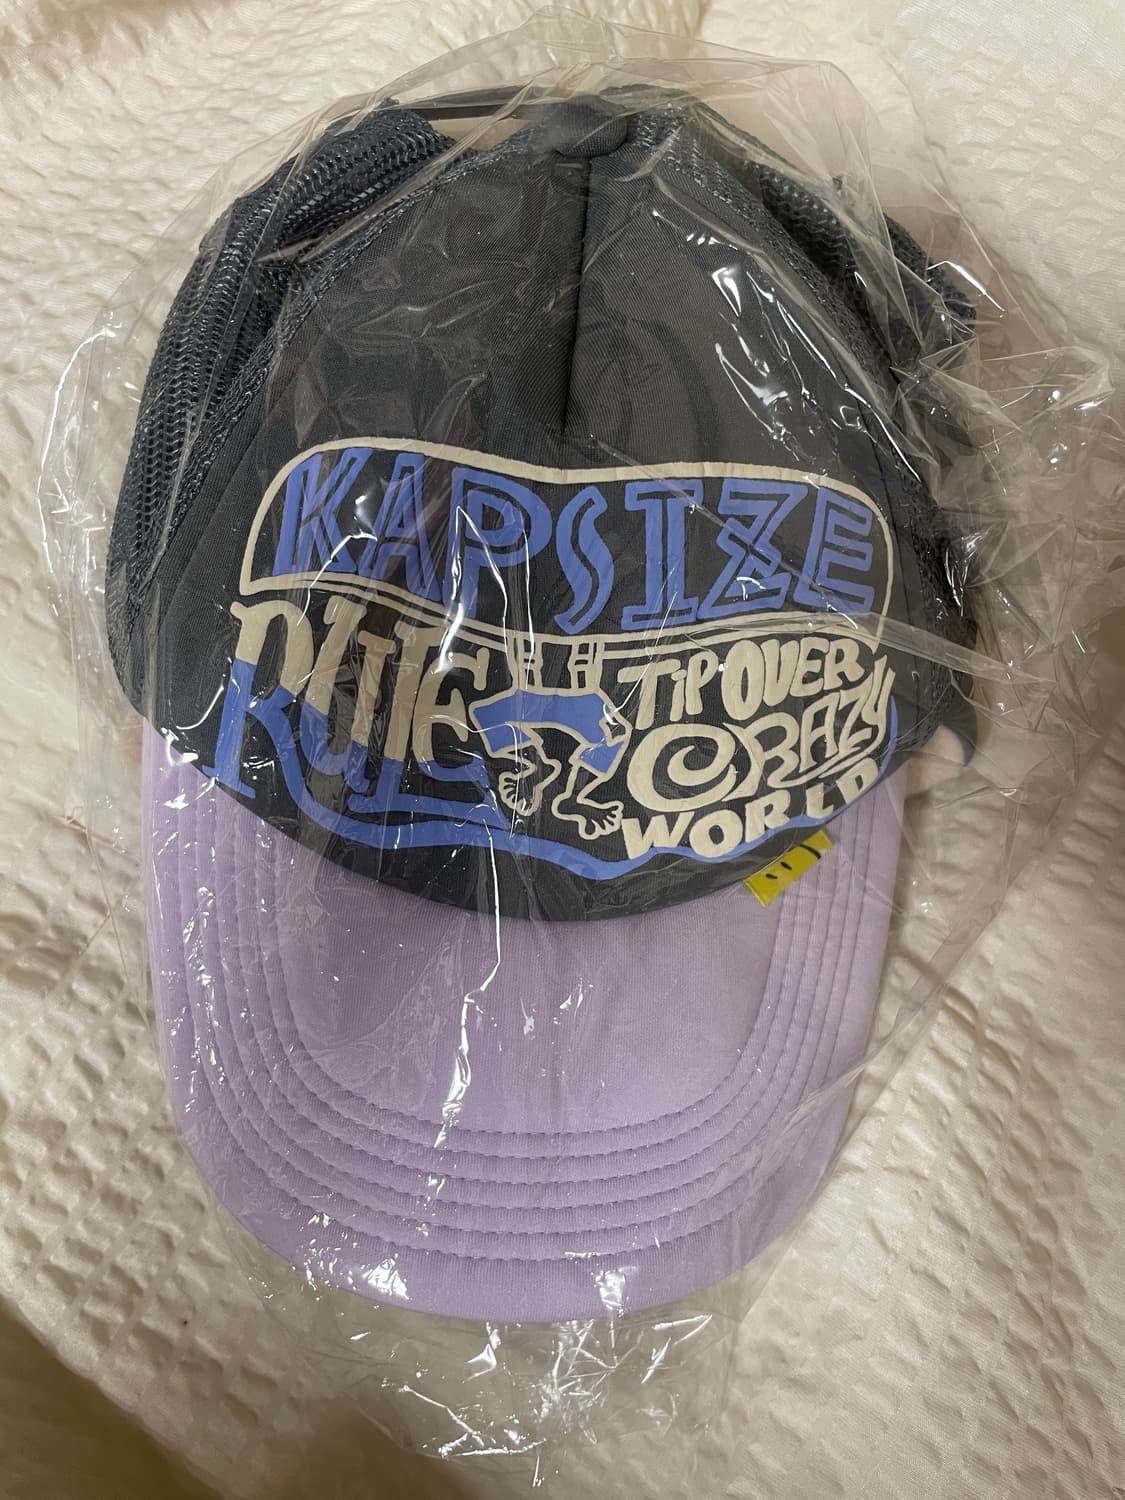 KAPSIZE
RULE
TIP OVER
CRAZY
WORLD